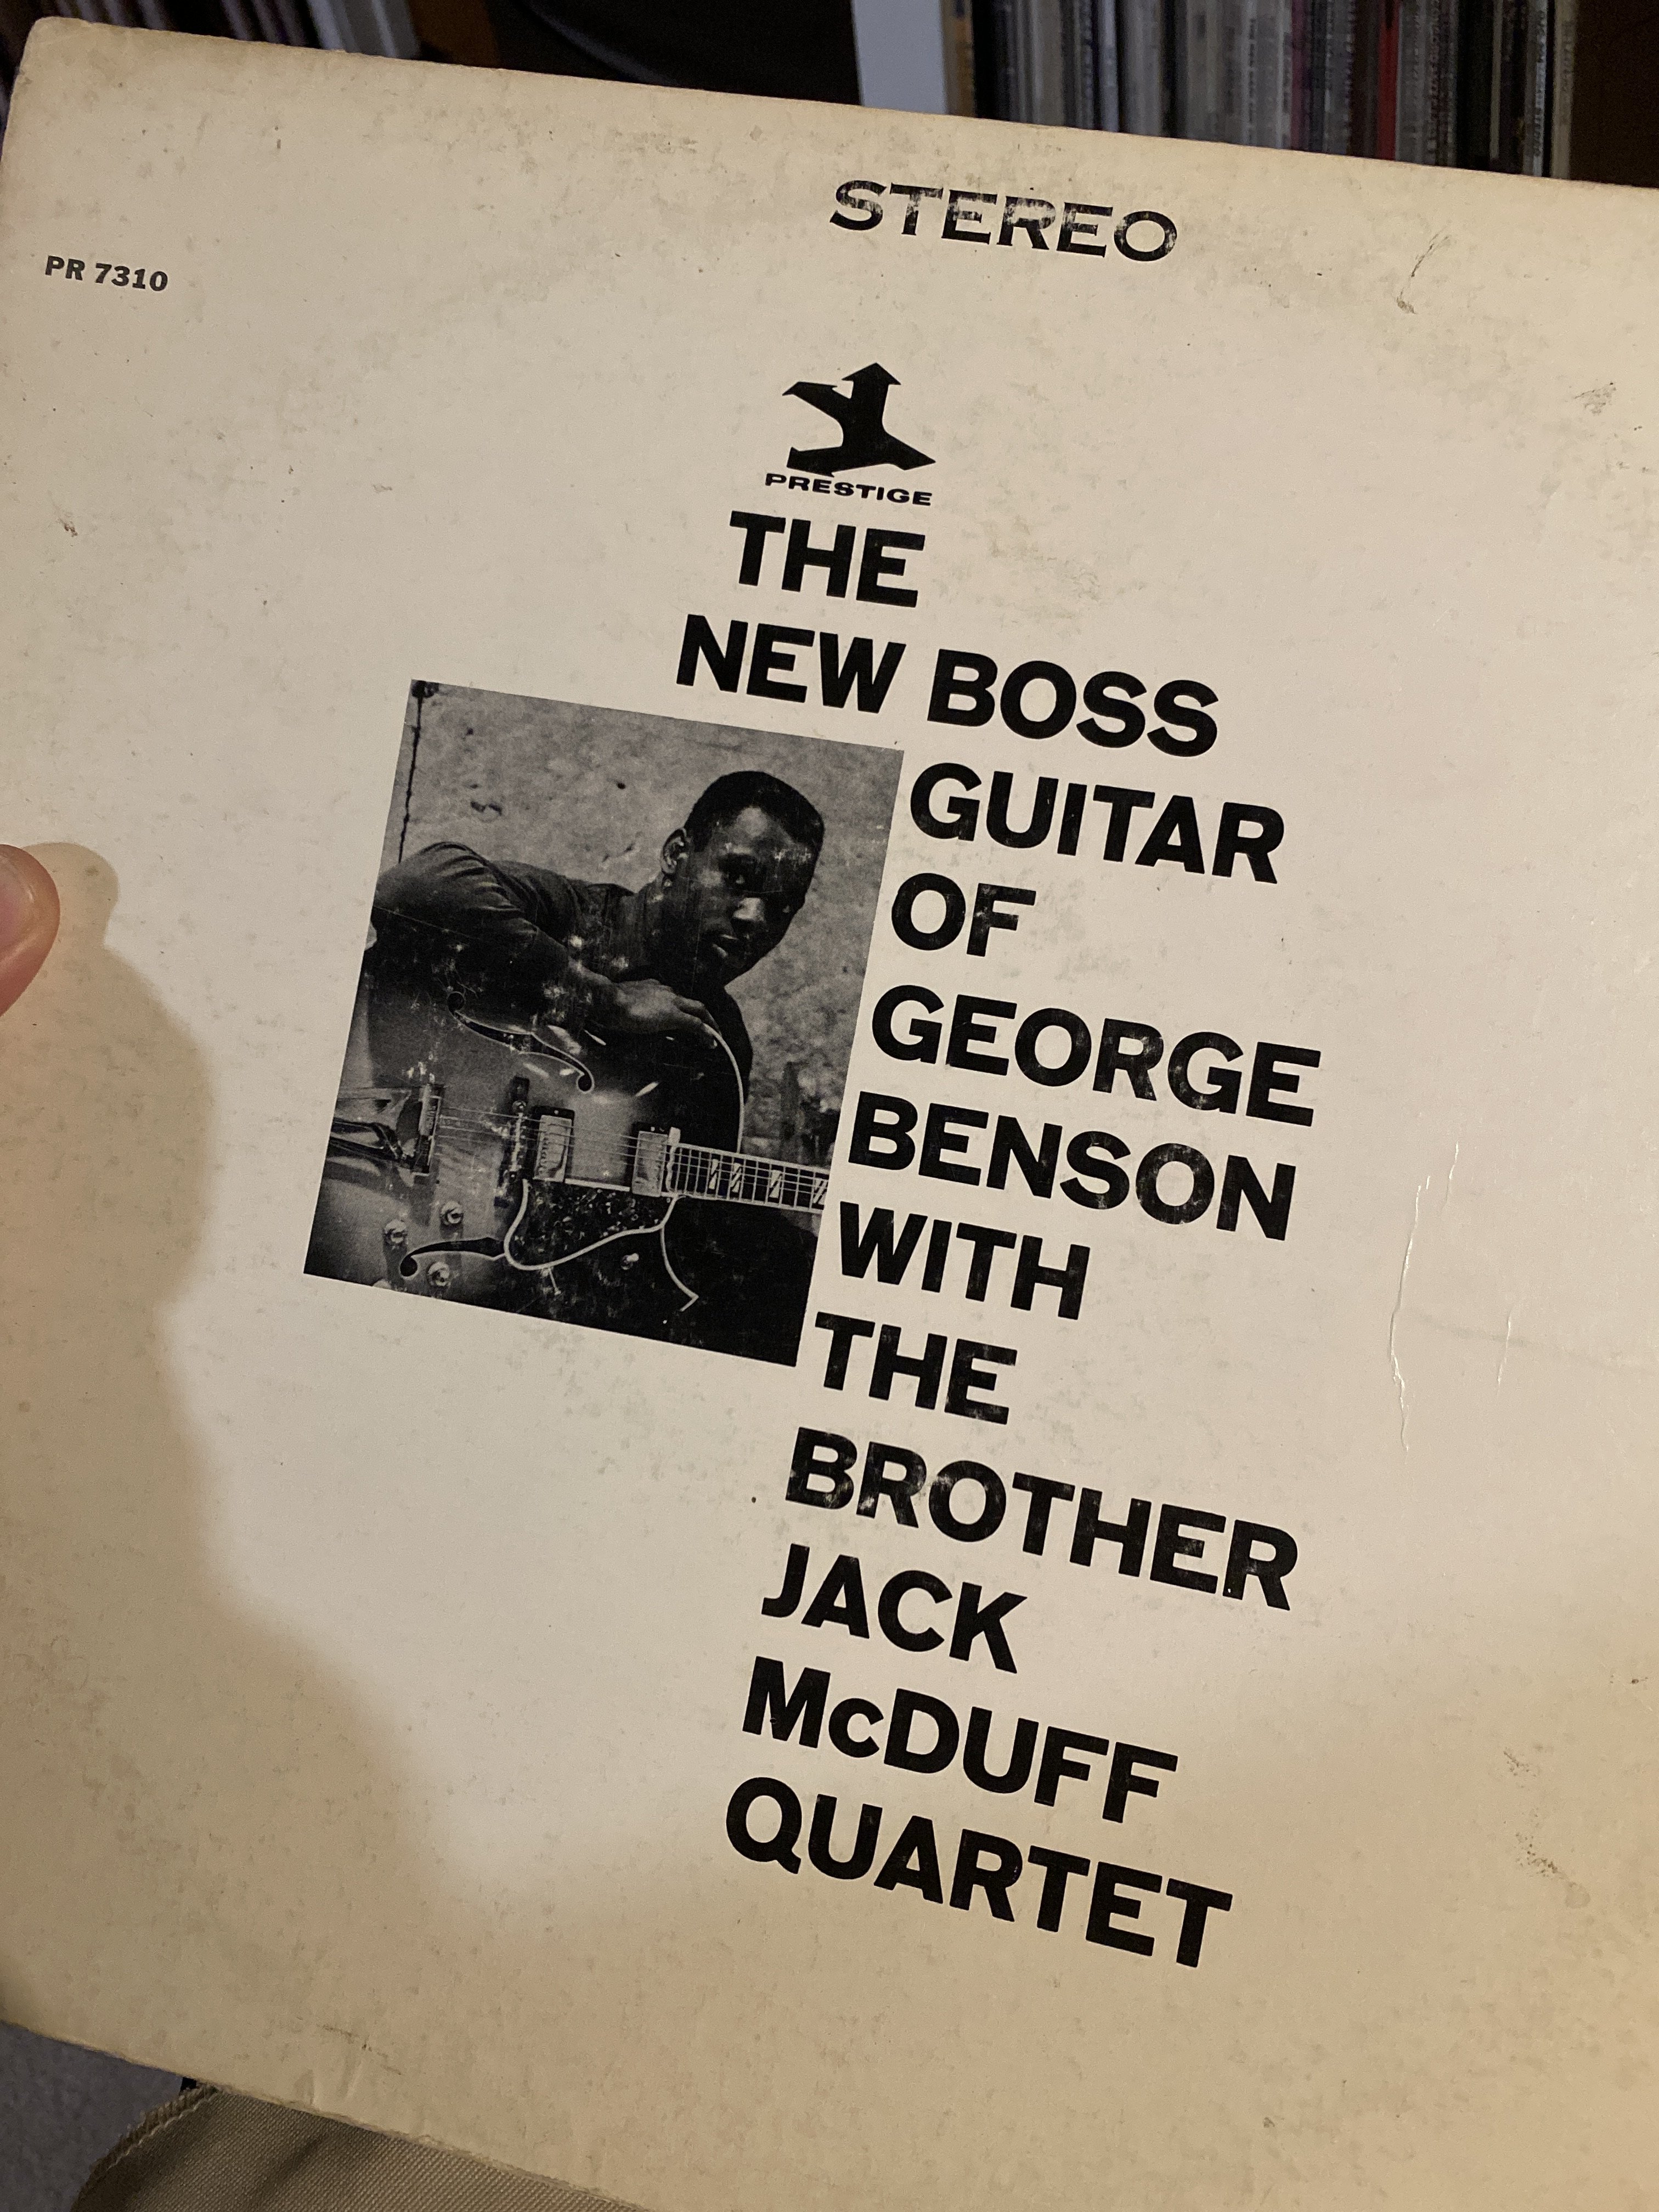 STEREO
PR 7310
PRESTIGE
THE
NEW BOSS
GUITAR
OF
GEORGE
BENSON
WITH
THE
BROTHER
JACK
McDUFF
QUARTET